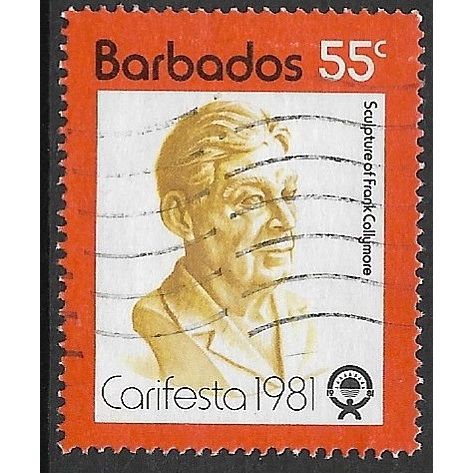 Barbados 55c
Sculpture of Frank Collymore
Carifesta 1981
19 81